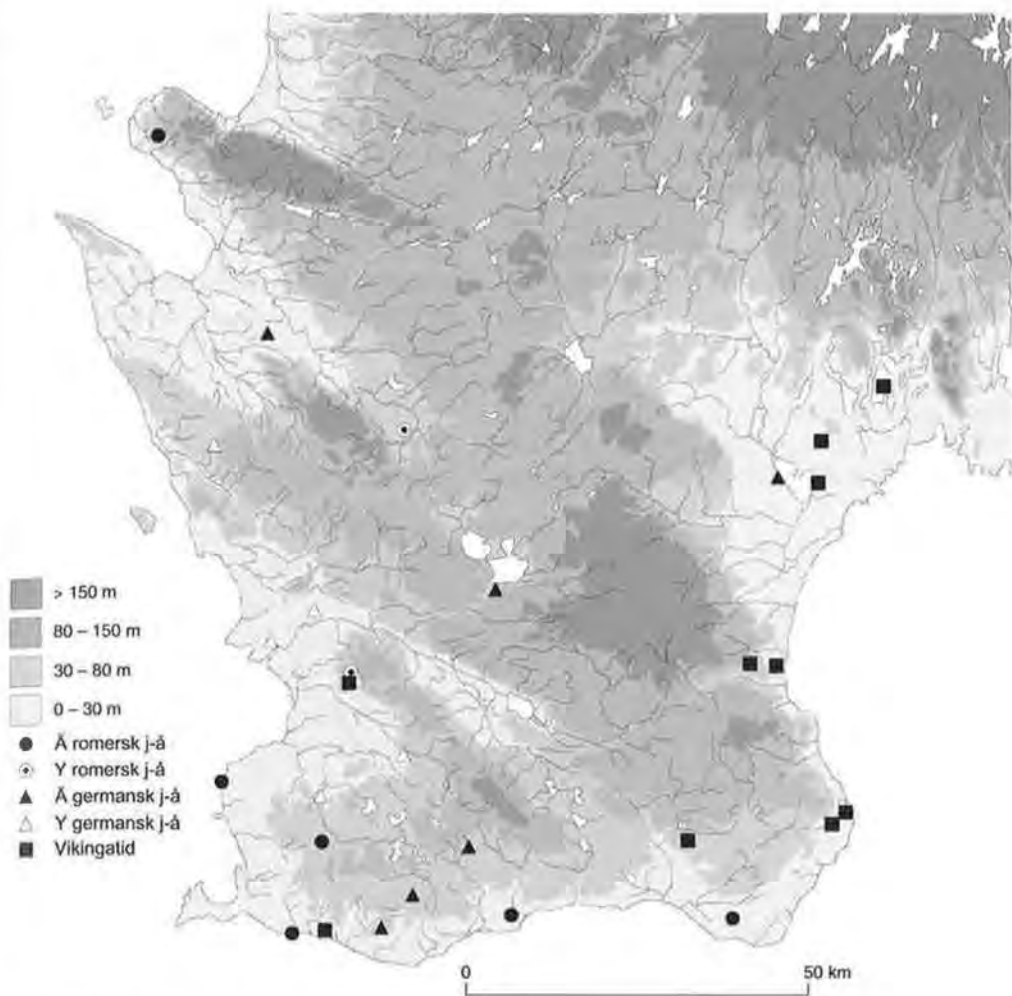 > 150 m
80 – 150 m
30 – 80 m
0 – 30 m
Ä romersk j-å
Y romersk j-å
Ä germansk j-å
Y germansk j-å
Vikingatid
0 50 km